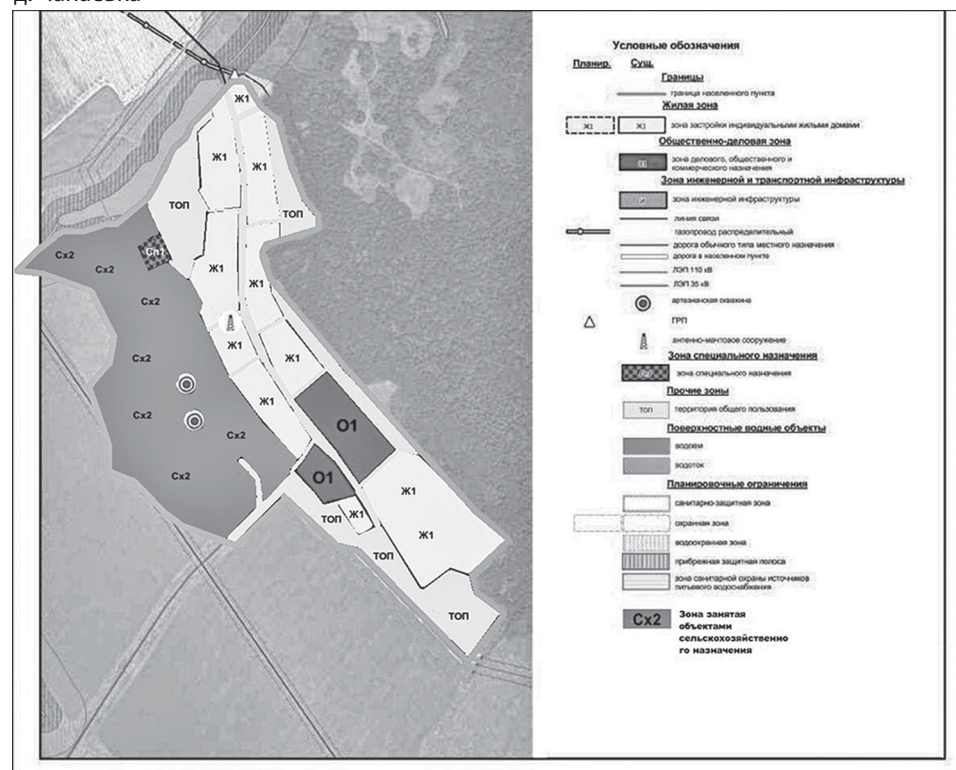 Условные обозначения
Планир. Сущ.
Границы
граница населенного пункта
Жилая зона
Ж1 Ж1 зона застройки индивидуальными жилыми домами
Общественно-деловая зона
О1 зона делового, общественного и
коммерческого назначения
Зона инженерной и транспортной инфраструктуры
И зона инженерной инфраструктуры
линия связи
газопровод распределительный
дорога обычного типа местного назначения
дорога в населенном пункте
ЛЭП 110 кВ
ЛЭП 35 кВ
артезианская скважина
ГРП
антенно-мачтовое сооружение
Зона специального назначения
зона специального назначения
Прочие зоны
ТОП территория общего пользования
Поверхностные водные объекты
водоем
водоток
Планировочные ограничения
санитарно-защитная зона
охранная зона
водоохранная зона
прибрежная защитная полоса
зона санитарной охраны источников
питьевого водоснабжения
Сх2 Зона занятая
объектами
сельскохозяйственно
го назначения
Ж1
Ж1
Ж1
ТОП
ТОП
Сп1
Сх2
Сх2
Ж1
Ж1
Сх2
Ж1
Сх2
Ж1
Ж1
Сх2
О1
Сх2
Сх2
О1
Ж1
ТОП
Ж1
Ж1
ТОП
ТОП